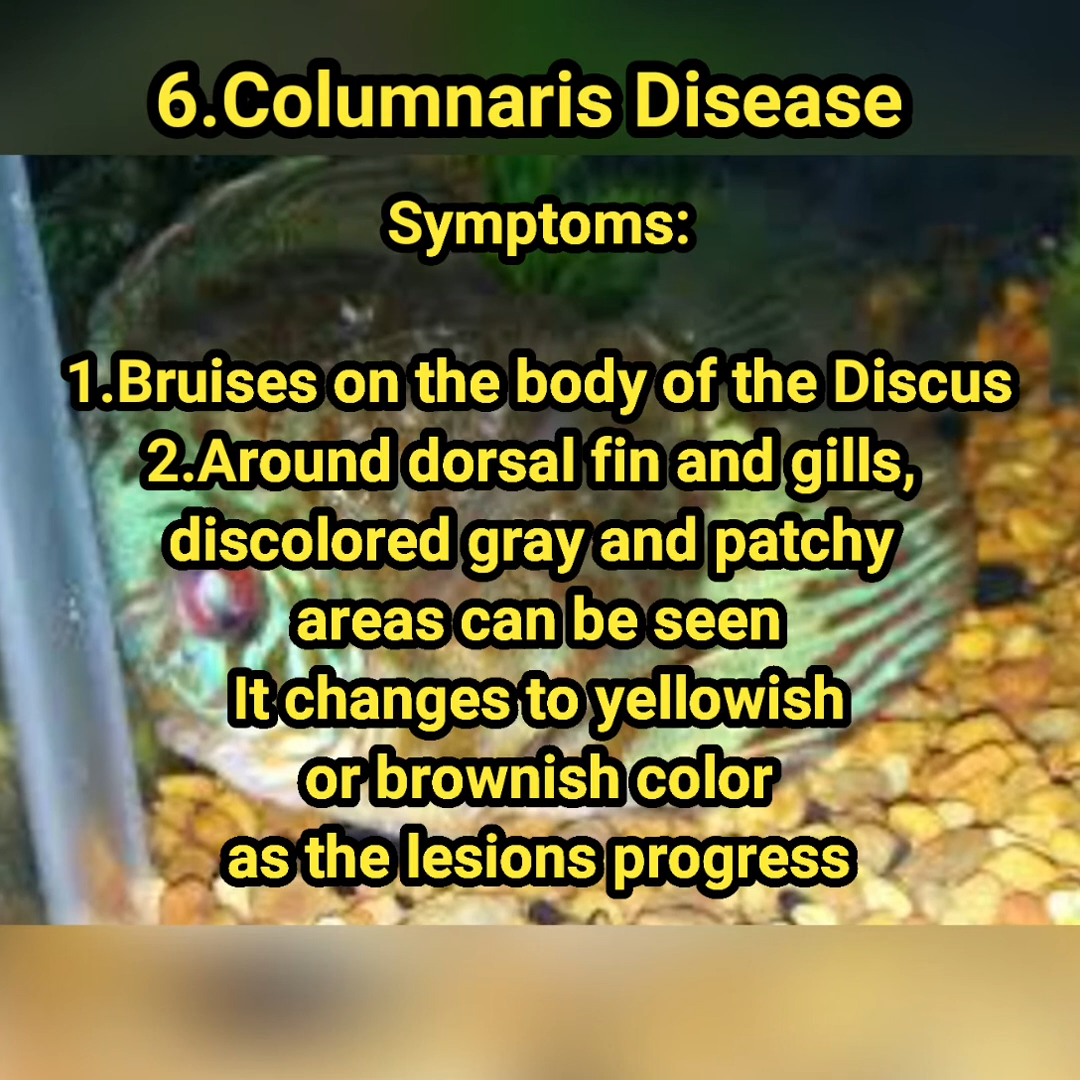 6.Columnaris Disease
Symptoms:
1.Bruises on the body of the Discus
2.Around dorsal fin and gills,
discolored gray and patchy
areas can be seen
It changes to yellowish
or brownish color
as the lesions progress